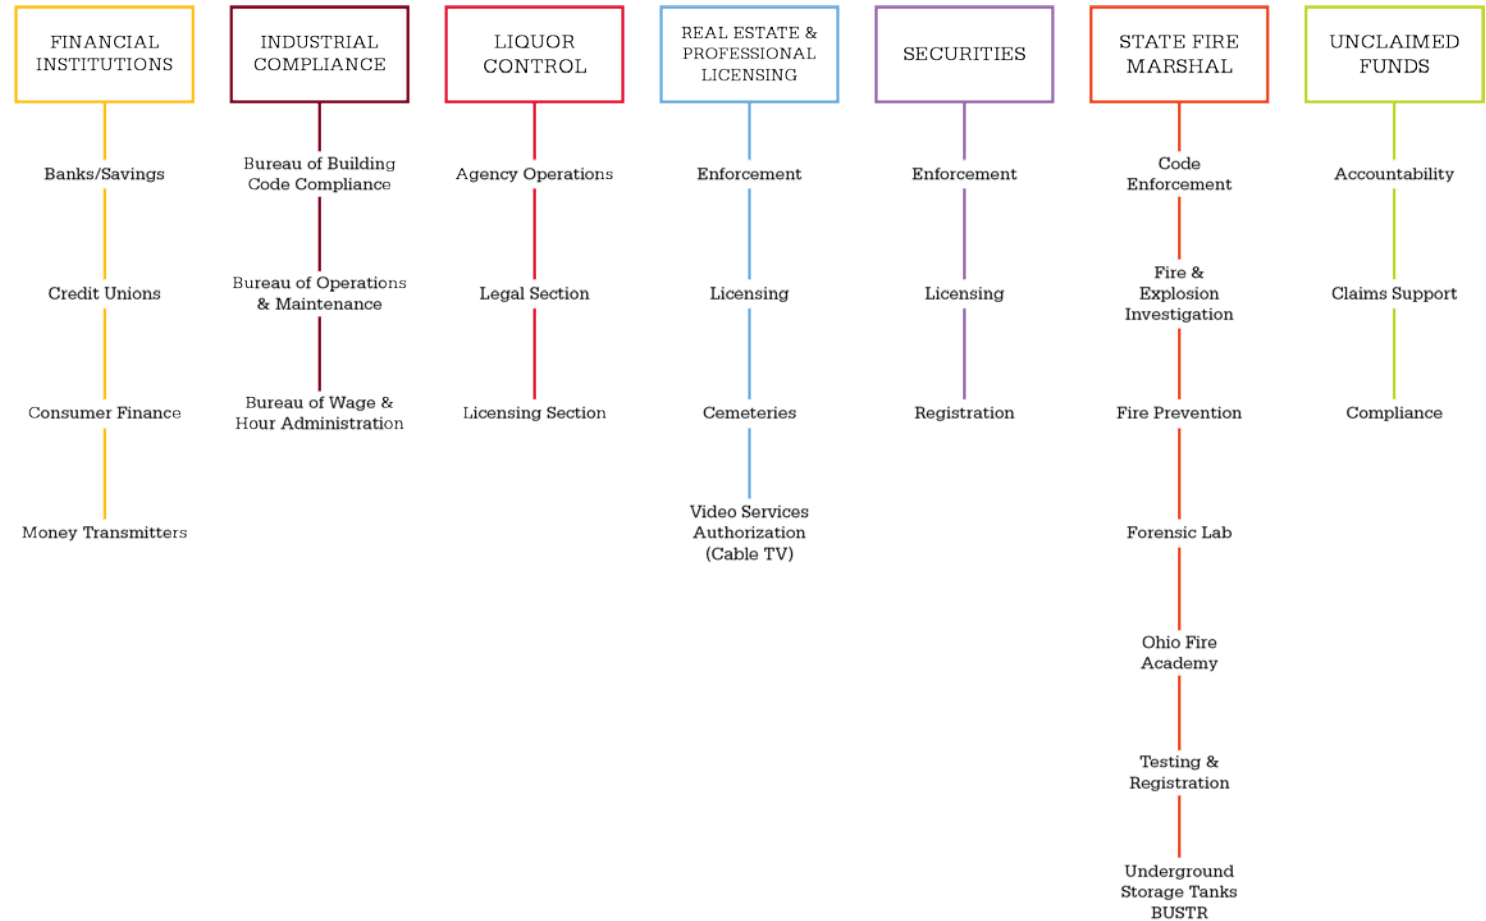 FINANCIAL
INSTITUTIONS
Banks/Savings
Credit Unions
Consumer Finance
Money Transmitters
INDUSTRIAL
COMPLIANCE
Bureau of Building
Code Compliance
Bureau of Operations
& Maintenance
Bureau of Wage &
Hour Administration
LIQUOR
CONTROL
Agency Operations
Legal Section
Licensing Section
REAL ESTATE &
PROFESSIONAL
LICENSING
Enforcement
Licensing
Cemeteries
Video Services
Authorization
(Cable TV)
SECURITIES
Enforcement
Licensing
Registration
STATE FIRE
MARSHAL
Code
Enforcement
Fire &
Explosion
Investigation
Fire Prevention
Forensic Lab
Ohio Fire
Academy
Testing &
Registration
Underground
Storage Tanks
BUSTR
UNCLAIMED
FUNDS
Accountability
Claims Support
Compliance